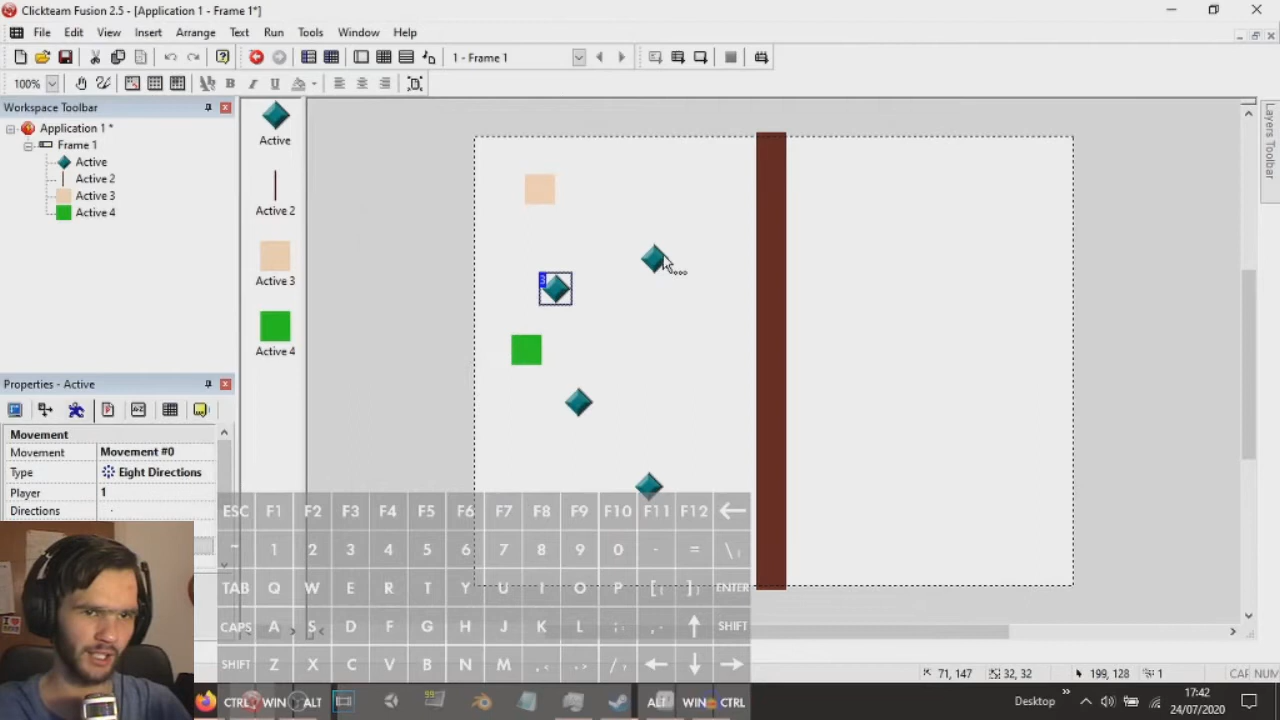 Clickteam Fusion 2.5 - [Application 1 - Frame 1*]
File Edit View Insert Arrange Text Run Tools Window Help
1 - Frame 1
100%
B I
Workspace Toolbar
Application 1 *
Frame 1
Active
Active 2
Active 3
Active 4
Active
Active 2
Active 3
Active 4
3
Layers Toolbar
Properties - Active
Movement
Movement Movement #0
Type Eight Directions
Player 1
Directions
ESC F1 F2 F3 F4 F5 F6 F7 F8 F9 F10 F11 F12 ←
~ 1 2 3 4 5 6 7 8 9 0 - = \|
TAB Q W E R T Y U I O P [{ ]} ENTER
CAPS A S D F G H J K L ;: ↑ SHIFT
SHIFT Z X C V B N M ,< .> /? ← ↓ →
CTRL WIN ALT ALT WIN CTRL
71, 147 32, 32 199, 128 1 CAP NUM
99
Desktop
17:42
24/07/2020